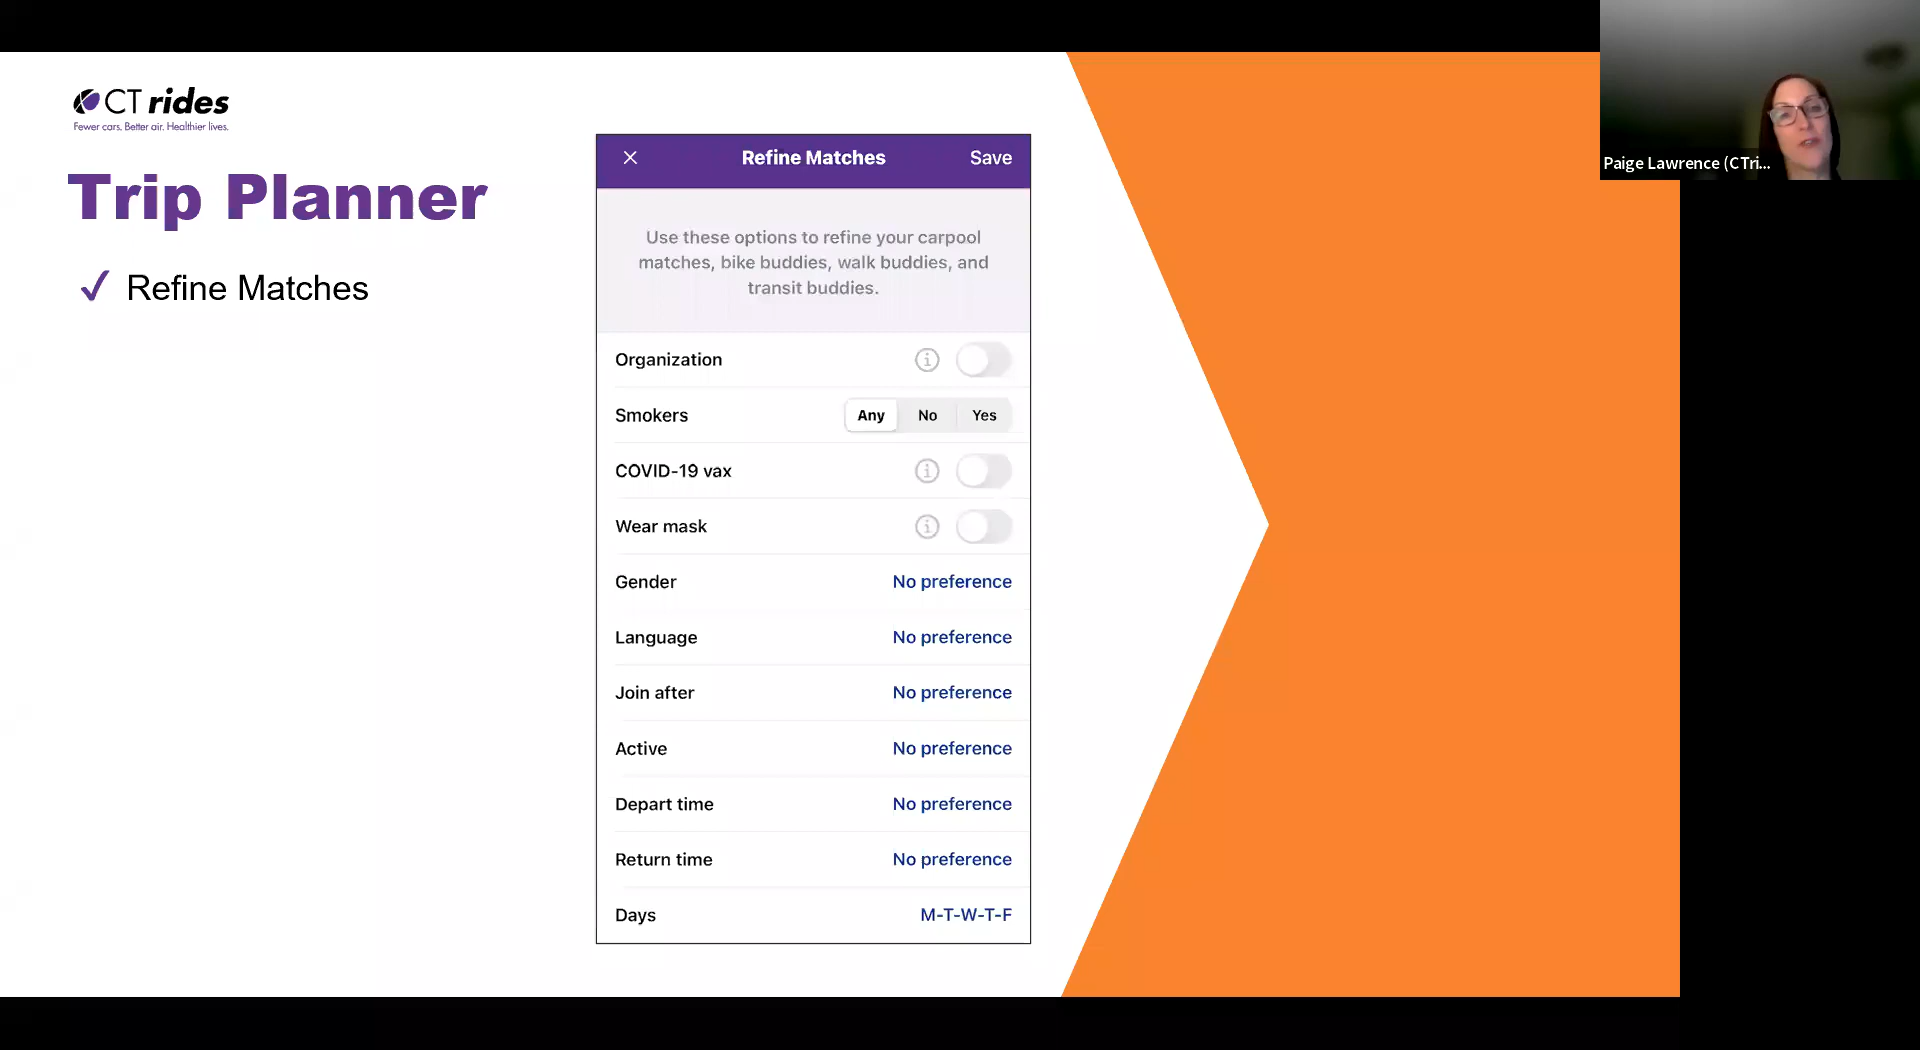 CT rides
Fewer cars. Better air. Healthier lives.
Trip Planner
✓ Refine Matches
Refine Matches Save
Use these options to refine your carpool
matches, bike buddies, walk buddies, and
transit buddies.
Organization
Smokers Any No Yes
COVID-19 vax
Wear mask
Gender No preference
Language No preference
Join after No preference
Active No preference
Depart time No preference
Return time No preference
Days M-T-W-T-F
Paige Lawrence (CTri...